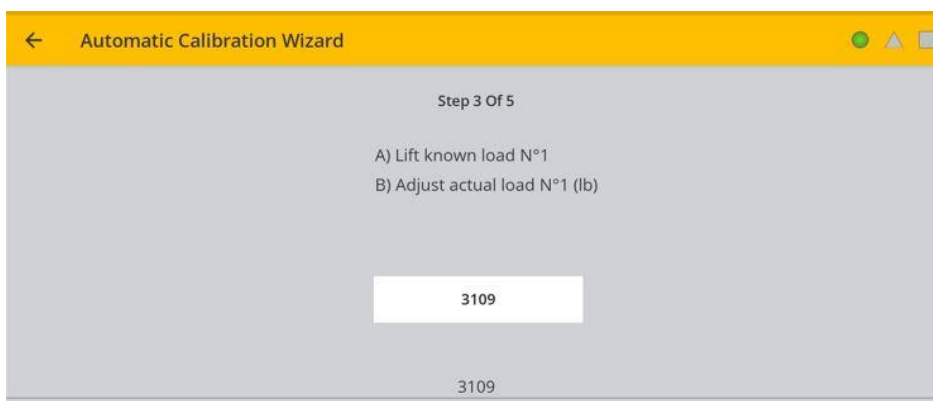 Automatic Calibration Wizard
Step 3 Of 5
A) Lift known load N°1
B) Adjust actual load N°1 (lb)
3109
3109